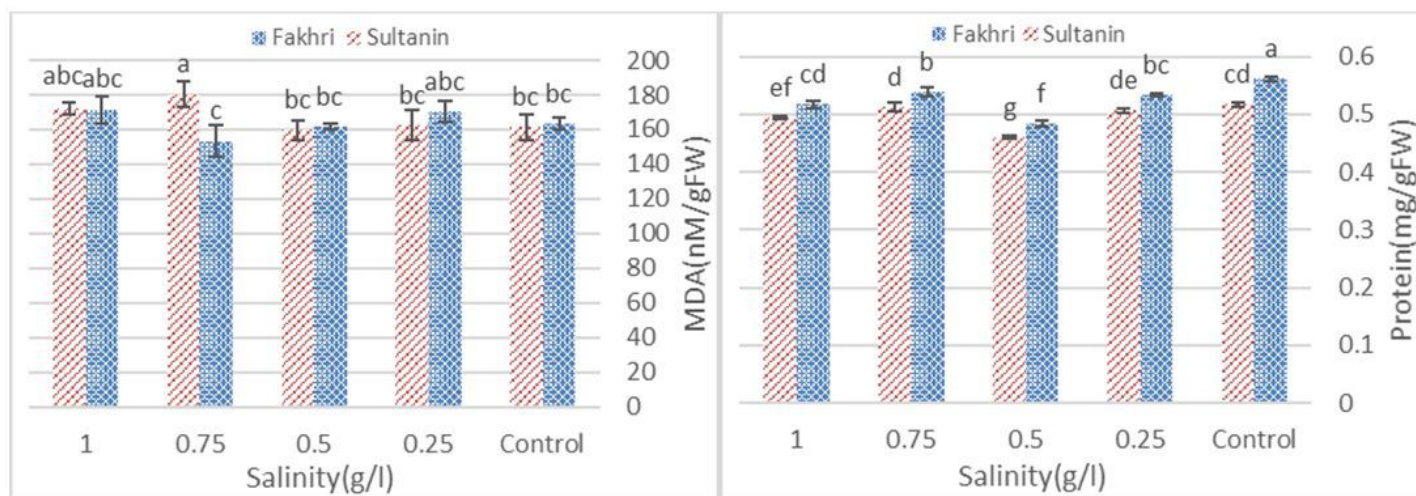 Fakhri Sultanin
abc abc a c bc bc bc abc bc bc
200
180
160
140
120
100
80
60
40
20
0
MDA(nM/gFW)
1 0.75 0.5 0.25 Control
Salinity(g/l)
Fakhri Sultanin
ef cd d b g f de bc cd a
0.6
0.5
0.4
0.3
0.2
0.1
0
Protein(mg/gFW)
1 0.75 0.5 0.25 Control
Salinity(g/l)